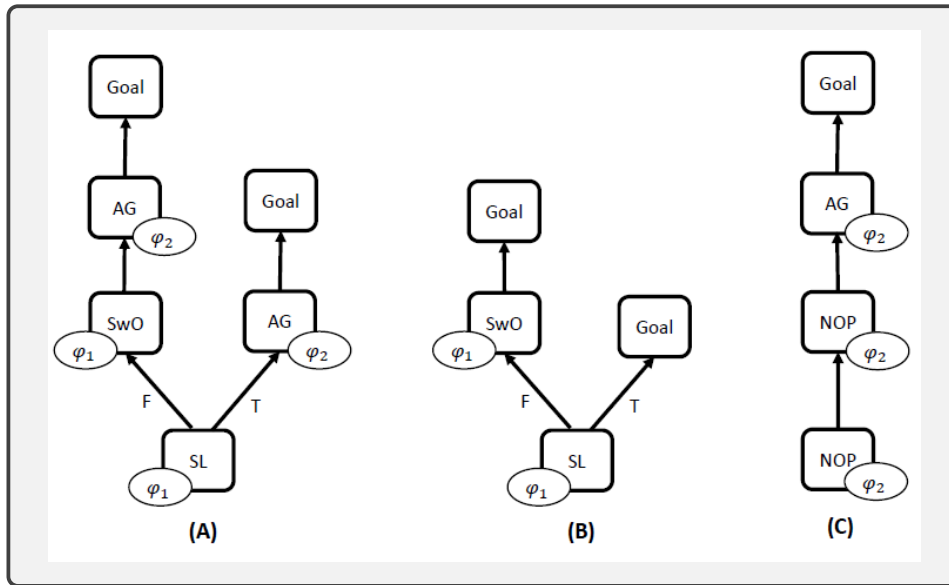 Goal
AG
φ₂
SwO
φ₁
Goal
AG
φ₂
F
T
SL
φ₁
(A)
Goal
SwO
φ₁
Goal
F
T
SL
φ₁
(B)
Goal
AG
φ₂
NOP
φ₂
NOP
φ₂
(C)